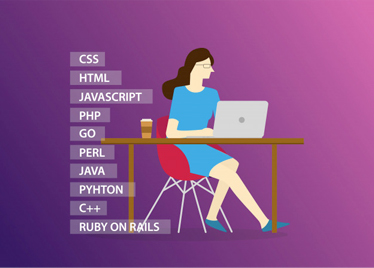 CSS
HTML
JAVASCRIPT
PHP
GO
PERL
JAVA
PYHTON
C++
RUBY ON RAILS